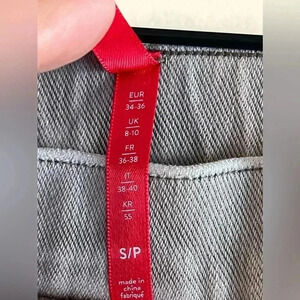 EUR
34-36
UK
8-10
FR
36-38
IT
38-40
KR
55
S/P
made in
china
fabriqué